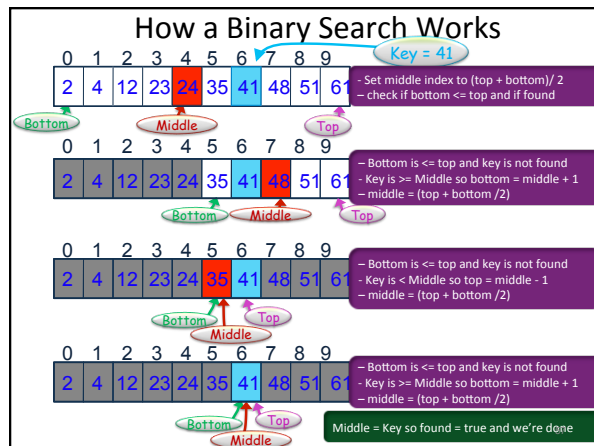 How a Binary Search Works
Key = 41
0 1 2 3 4 5 6 7 8 9
2 4 12 23 24 35 41 48 51 61
Bottom Middle Top
- Set middle index to (top + bottom)/ 2
– check if bottom <= top and if found
0 1 2 3 4 5 6 7 8 9
2 4 12 23 24 35 41 48 51 61
Bottom Middle Top
– Bottom is <= top and key is not found
- Key is >= Middle so bottom = middle + 1
– middle = (top + bottom /2)
0 1 2 3 4 5 6 7 8 9
2 4 12 23 24 35 41 48 51 61
Bottom Top
Middle
– Bottom is <= top and key is not found
- Key is < Middle so top = middle - 1
– middle = (top + bottom /2)
0 1 2 3 4 5 6 7 8 9
2 4 12 23 24 35 41 48 51 61
Bottom Top
Middle
– Bottom is <= top and key is not found
- Key is >= Middle so bottom = middle + 1
– middle = (top + bottom /2)
Middle = Key so found = true and we're done